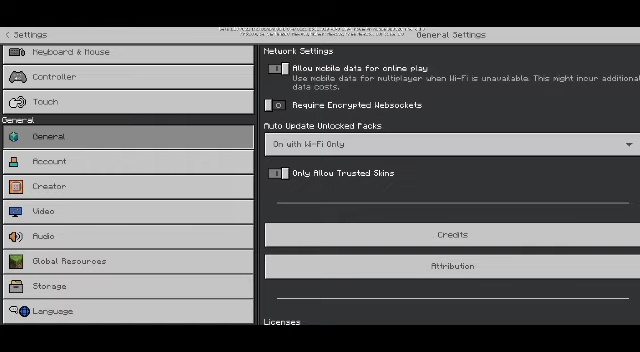 Settings
General Settings
Keyboard & Mouse
Controller
Touch
General
General
Account
Creator
Video
Audio
Global Resources
Storage
Language
Network Settings
Allow mobile data for online play
Use mobile data for multiplayer when Wi-Fi is unavailable. This might incur additional
data costs.
Require Encrypted Websockets
Auto Update Unlocked Packs
On with Wi-Fi Only
Only Allow Trusted Skins
Credits
Attribution
Licenses